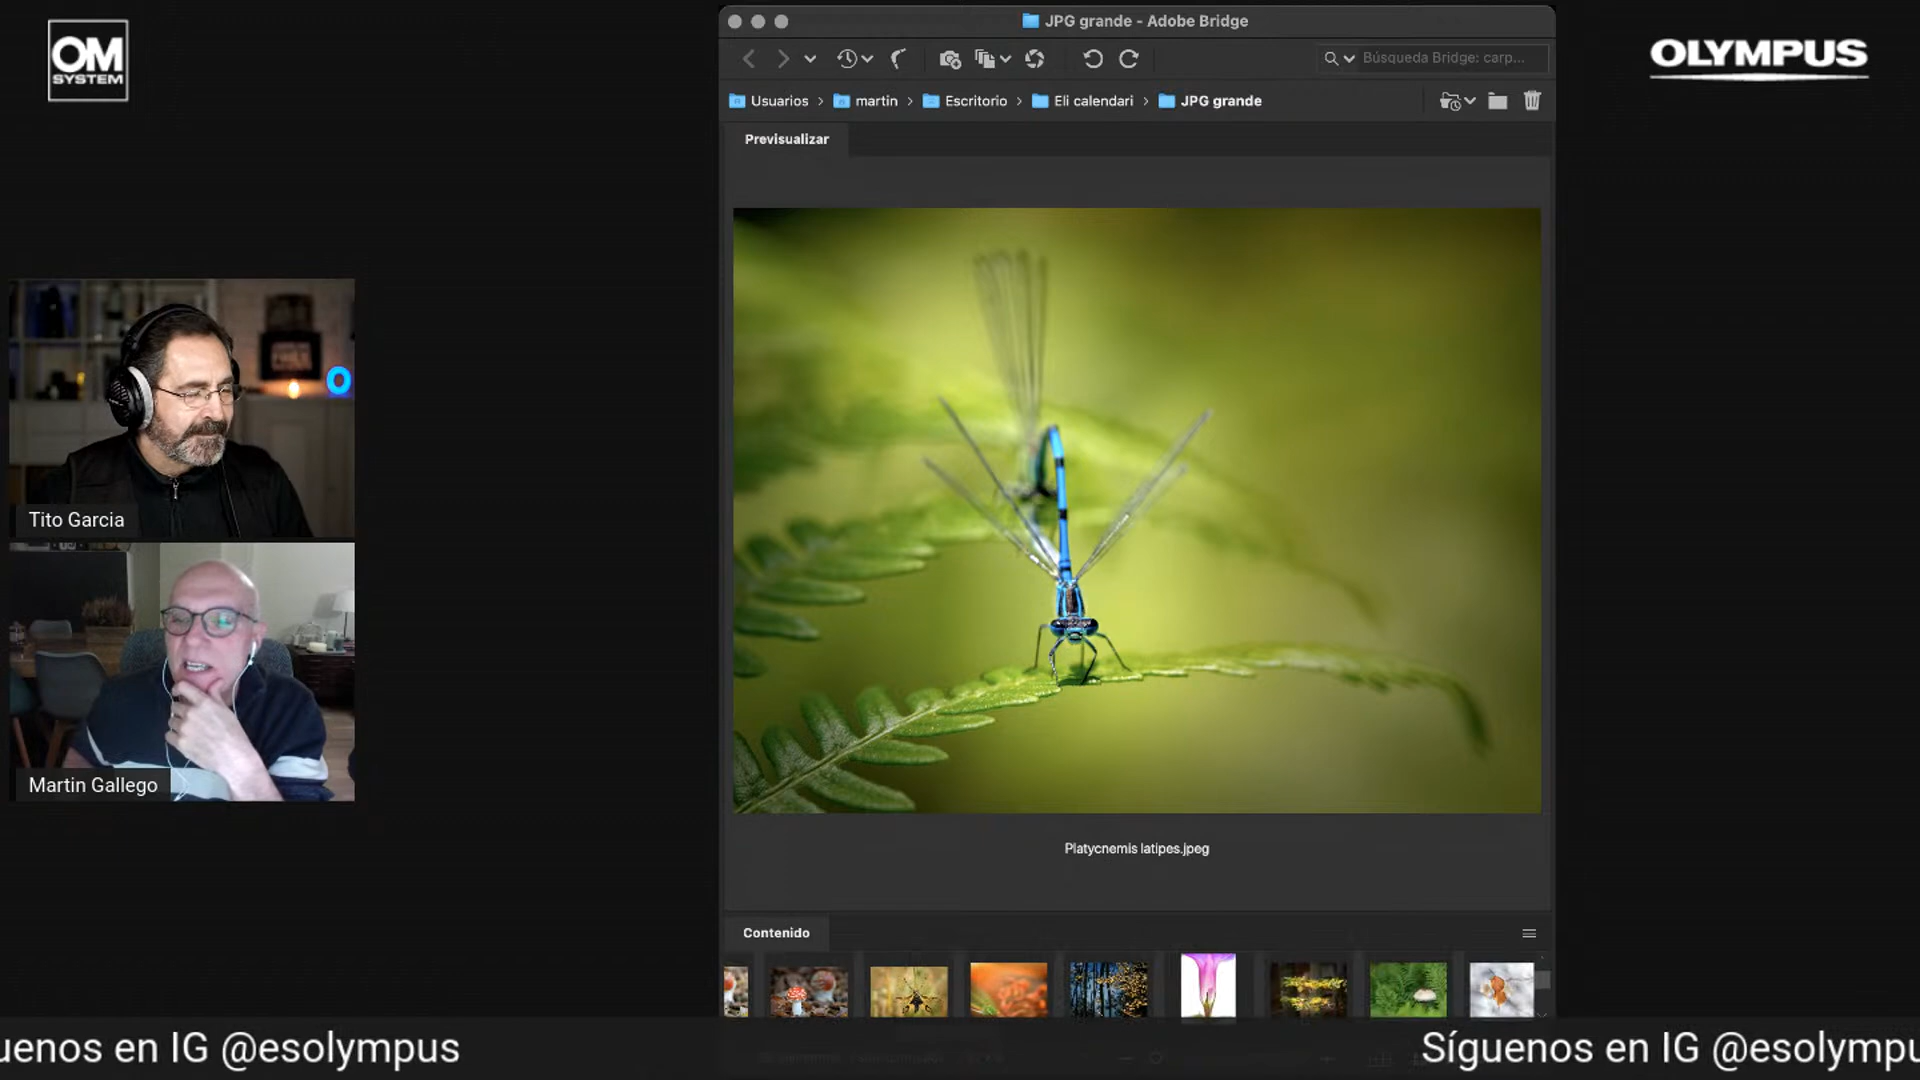 OM
SYSTEM
JPG grande - Adobe Bridge
OLYMPUS
Búsqueda Bridge: carp...
Usuarios > martin > Escritorio > Eli calendari > JPG grande
Previsualizar
Tito Garcia
Martin Gallego
Platycnemis latipes.jpeg
Contenido
uenos en IG @esolympus
Síguenos en IG @esolympu